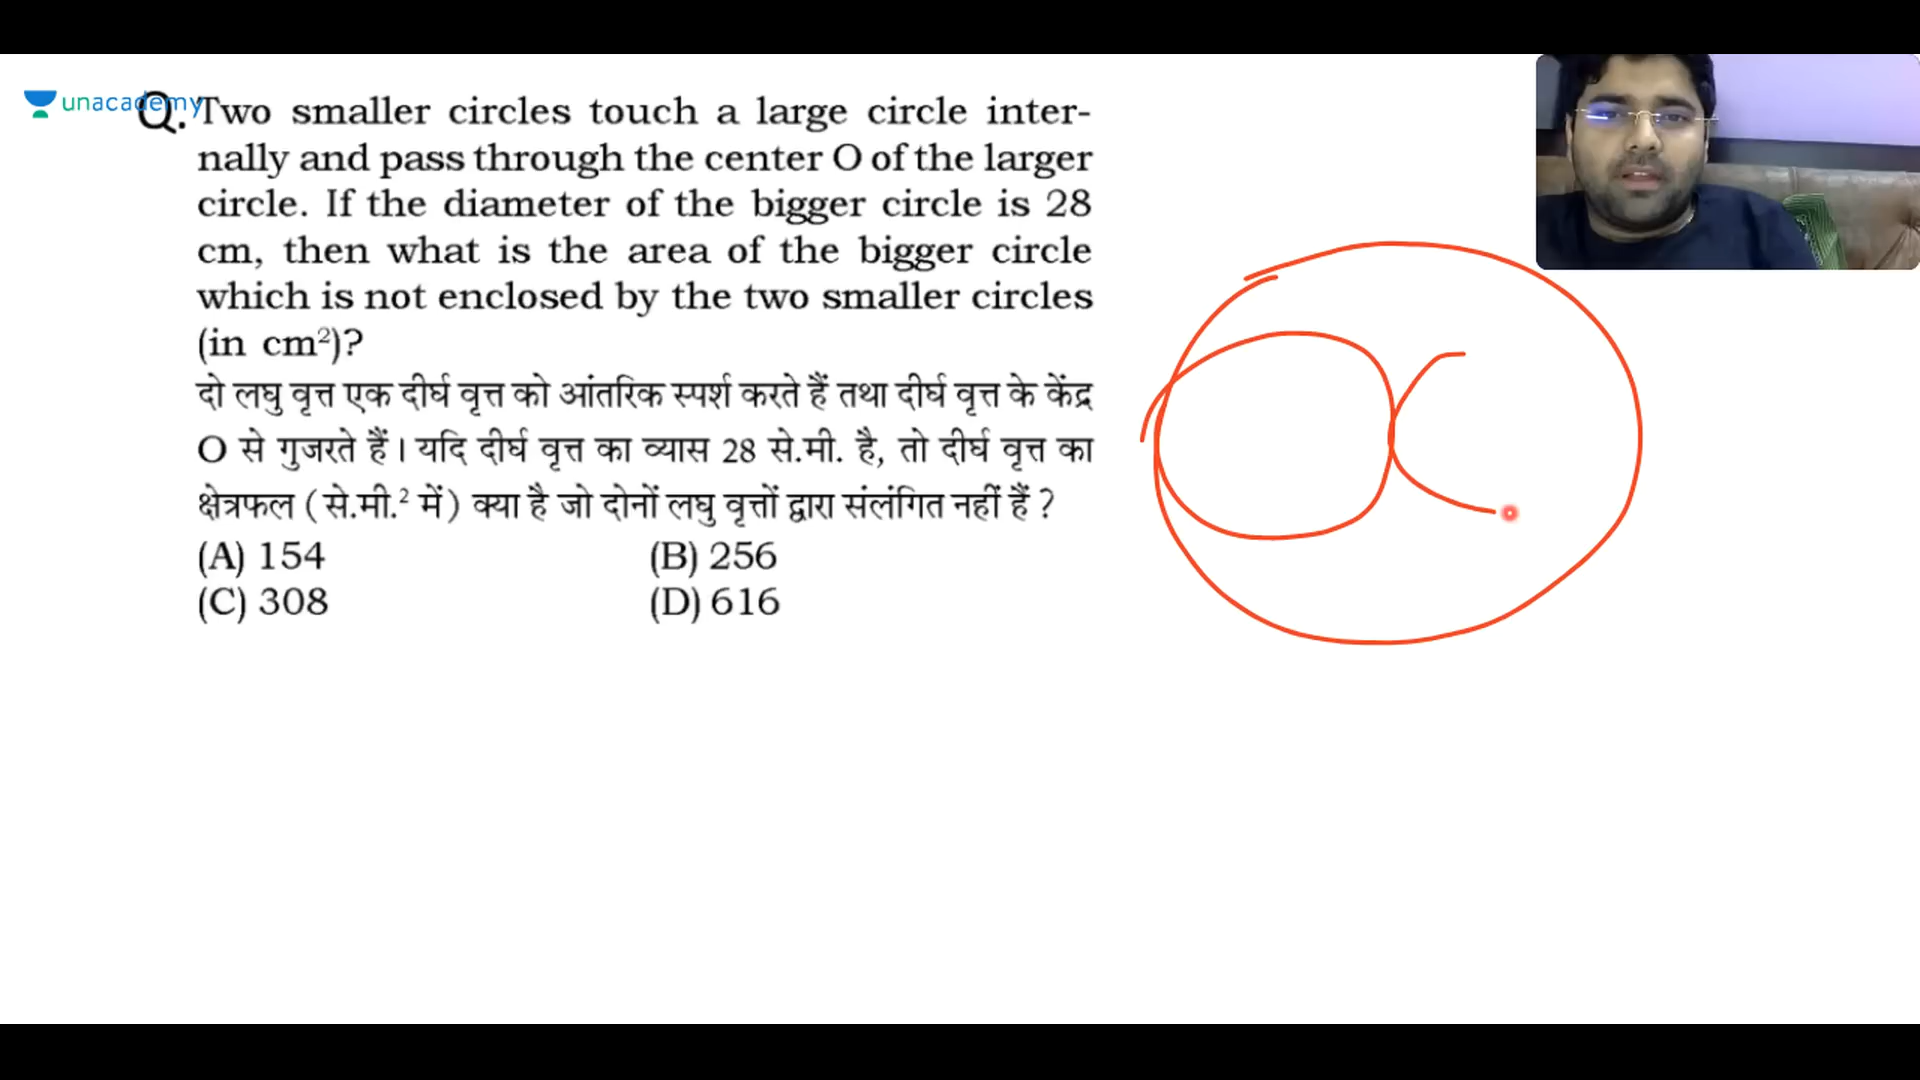 unacademy
Q. Two smaller circles touch a large circle inter-
nally and pass through the center O of the larger
circle. If the diameter of the bigger circle is 28
cm, then what is the area of the bigger circle
which is not enclosed by the two smaller circles
(in cm²)?
दो लघु वृत्त एक दीर्घ वृत्त को आंतरिक स्पर्श करते हैं तथा दीर्घ वृत्त के केंद्र
O से गुजरते हैं। यदि दीर्घ वृत्त का व्यास 28 से.मी. है, तो दीर्घ वृत्त का
क्षेत्रफल (से.मी.² में) क्या है जो दोनों लघु वृत्तों द्वारा संलंगित नहीं हैं ?
(A) 154 (B) 256
(C) 308 (D) 616